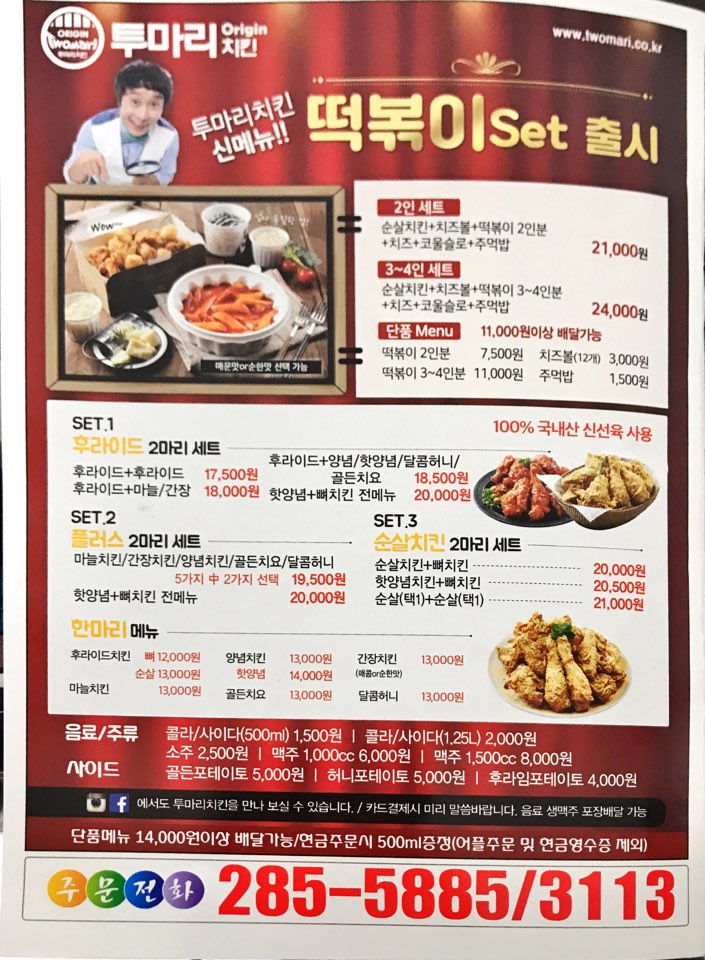 ORIGIN
Twomari
투마리치킨
투마리 Origin 치킨
www.twomari.co.kr
투마리치킨
신메뉴!!
떡볶이Set 출시
Wow~
매운맛or순한맛 선택 가능
2인 세트
순살치킨+치즈볼+떡볶이 2인분
+치즈+코울슬로+주먹밥 21,000원
3~4인 세트
순살치킨+치즈볼+떡볶이 3~4인분
+치즈+코울슬로+주먹밥 24,000원
단품 Menu 11,000원이상 배달가능
떡볶이 2인분 7,500원 치즈볼(12개) 3,000원
떡볶이 3~4인분 11,000원 주먹밥 1,500원
100% 국내산 신선육 사용
SET.1
후라이드 2마리 세트
후라이드+후라이드 17,500원
후라이드+마늘/간장 18,000원
후라이드+양념/핫양념/달콤허니/
골든치요 18,500원
핫양념+뼈치킨 전메뉴 20,000원
SET.2
플러스 2마리 세트
마늘치킨/간장치킨/양념치킨/골든치요/달콤허니
5가지 中 2가지 선택 19,500원
핫양념+뼈치킨 전메뉴 20,000원
SET.3
순살치킨 2마리 세트
순살치킨+뼈치킨 20,000원
핫양념치킨+뼈치킨 20,500원
순살(택1)+순살(택1) 21,000원
한마리 메뉴
후라이드치킨 뼈 12,000원 양념치킨 13,000원 간장치킨 13,000원
순살 13,000원 핫양념 14,000원 (매콤or순한맛)
마늘치킨 13,000원 골든치요 13,000원 달콤허니 13,000원
음료/주류 콜라/사이다(500ml) 1,500원 | 콜라/사이다(1.25L) 2,000원
소주 2,500원 | 맥주 1,000cc 6,000원 | 맥주 1,500cc 8,000원
사이드 골든포테이토 5,000원 | 허니포테이토 5,000원 | 후라임포테이토 4,000원
에서도 투마리치킨을 만나 보실 수 있습니다. / 카드결제시 미리 말씀바랍니다. 음료 생맥주 포장배달 가능
단품메뉴 14,000원이상 배달가능/현금주문시 500ml증정(어플주문 및 현금영수증 제외)
주문전화 285-5885/3113